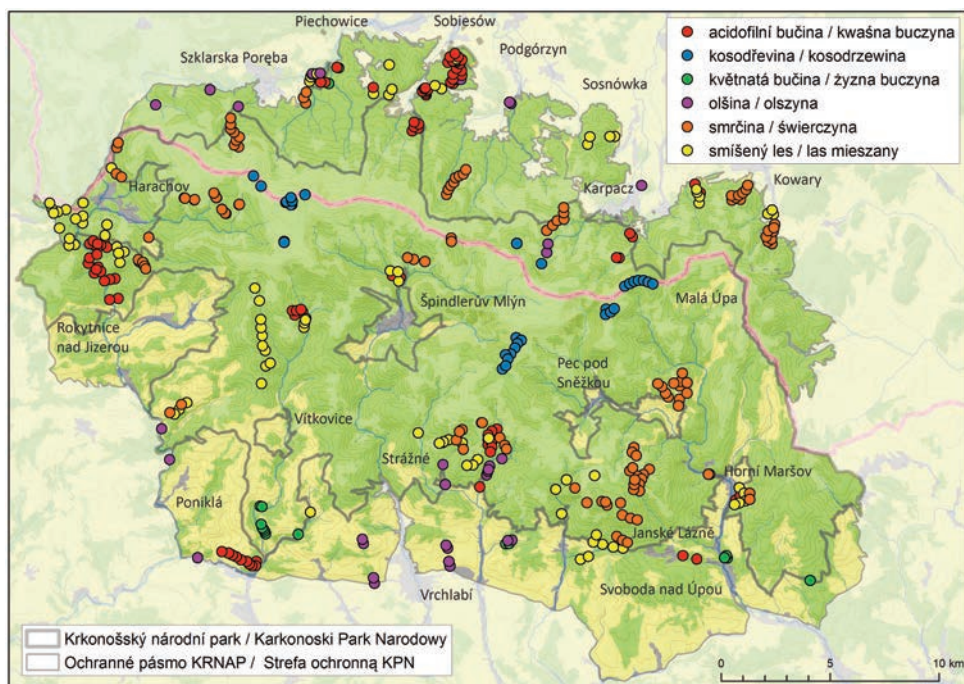 Piechowice
Sobiesów
Szklarska Poręba
Podgórzyn
Sosnówka
acidofilní bučina / kwaśna buczyna
kosodřevina / kosodrzewina
květnatá bučina / żyzna buczyna
olšina / olszyna
smrčina / świerczyna
smíšený les / las mieszany
Harachov
Karpacz
Kowary
Špindlerův Mlýn
Malá Úpa
Rokytnice
nad Jizerou
Pec pod
Sněžkou
Vítkovice
Strážné
Horní Maršov
Poniklá
Janské Lázně
Svoboda nad Úpou
Vrchlabí
Krkonošský národní park / Karkonoski Park Narodowy
Ochranné pásmo KRNAP / Strefa ochronną KPN
0 5 10 km